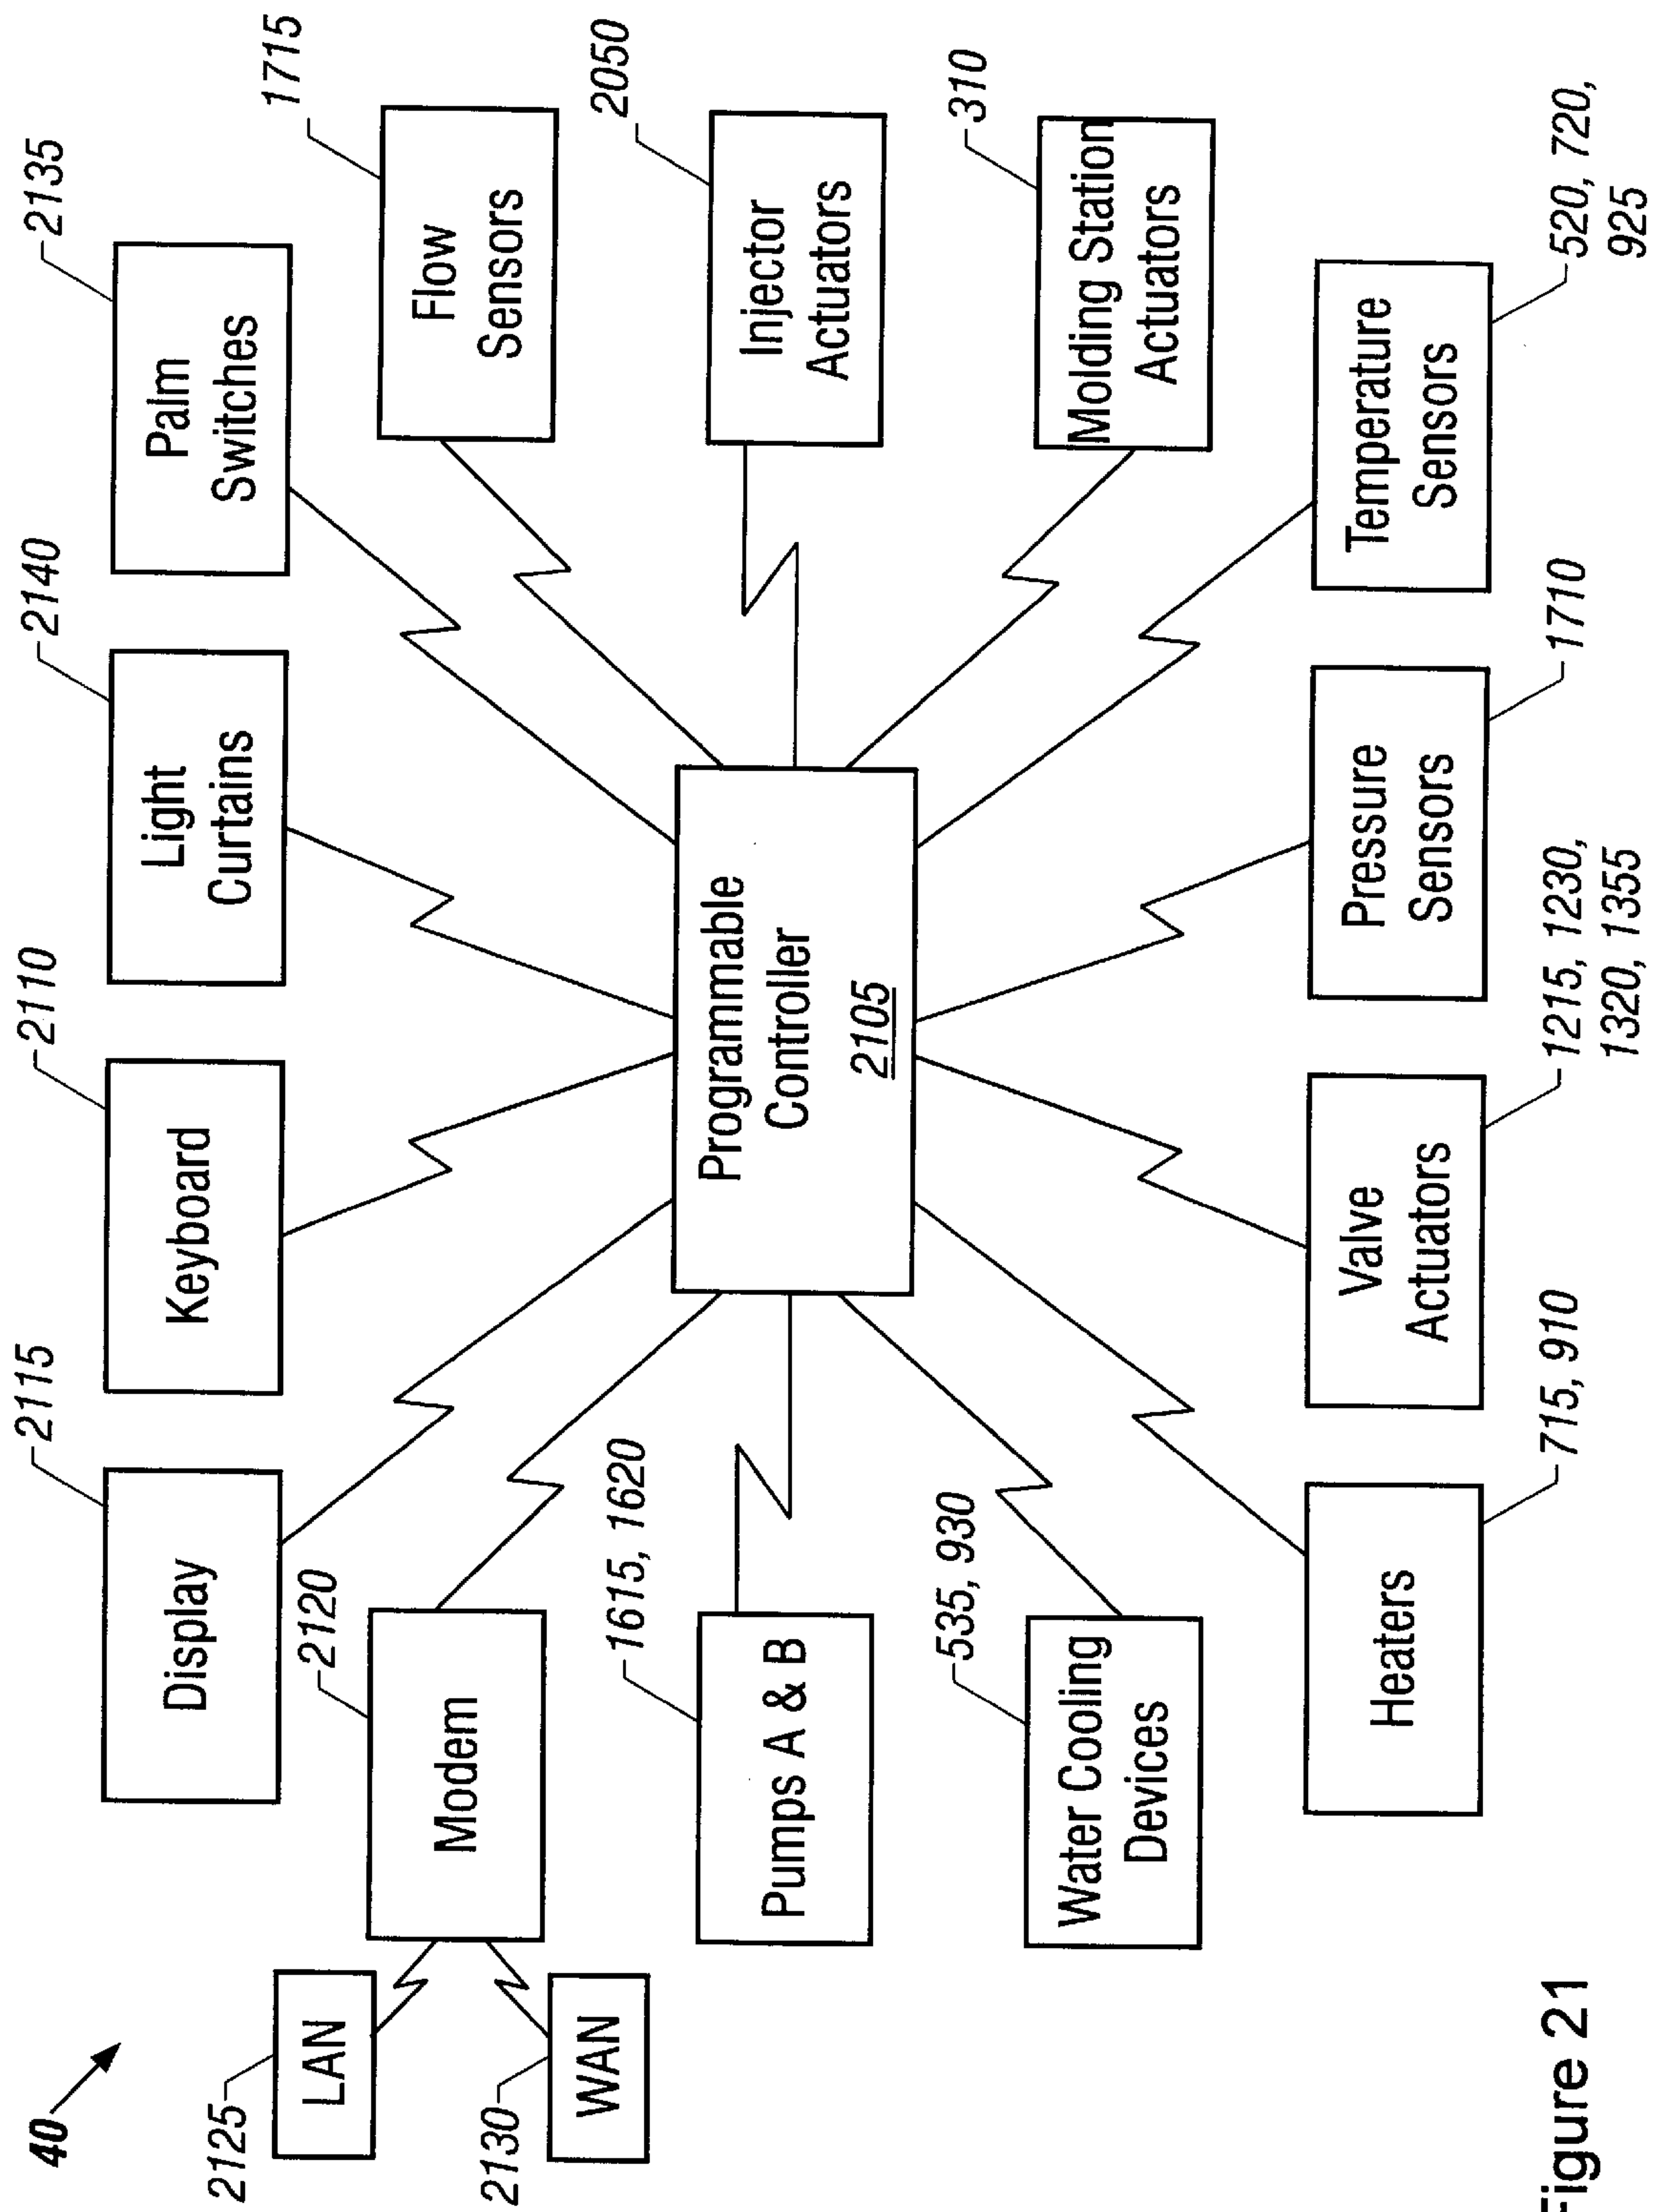 40
2115
2110
2140
2135
Display
Keyboard
Light
Curtains
Palm
Switches
2125
LAN
2120
Modem
1715
Flow
Sensors
2130
WAN
1615, 1620
Pumps A & B
Programmable
Controller
2105
2050
Injector
Actuators
535, 930
Water Cooling
Devices
310
Molding Station
Actuators
Heaters
715, 910
Valve
Actuators
1215, 1230,
1320, 1355
Pressure
Sensors
1710
Temperature
Sensors
520, 720,
925
Figure 21